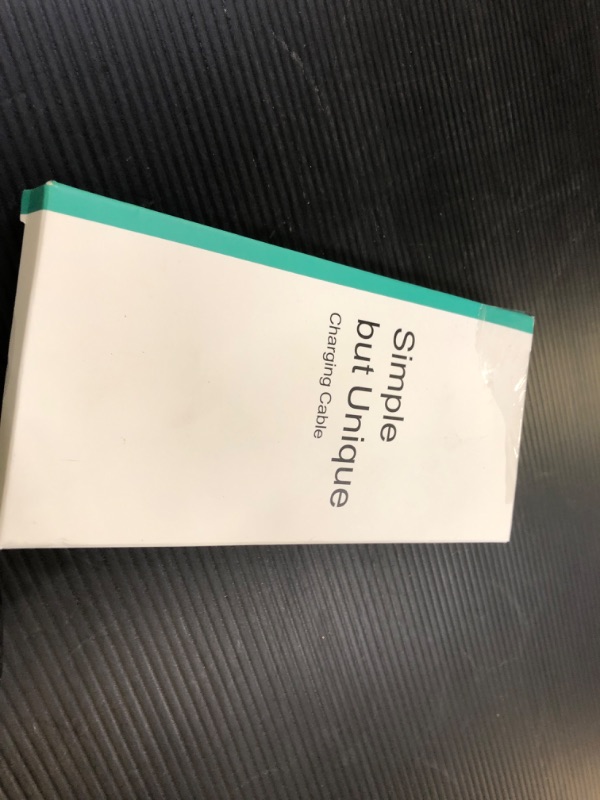 Simple
but Unique
Charging Cable